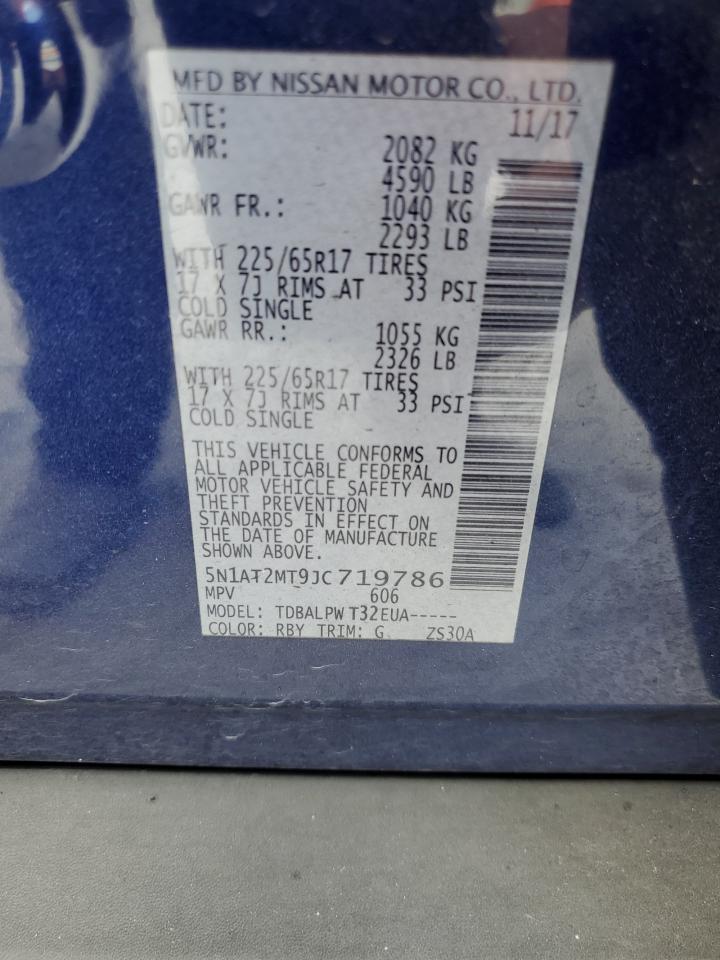 MFD BY NISSAN MOTOR CO., LTD.
DATE: 11/17
GVWR: 2082 KG
4590 LB
GAWR FR.: 1040 KG
2293 LB
WITH 225/65R17 TIRES
17 X 7J RIMS AT 33 PSI
COLD SINGLE
GAWR RR.: 1055 KG
2326 LB
WITH 225/65R17 TIRES
17 X 7J RIMS AT 33 PSI
COLD SINGLE
THIS VEHICLE CONFORMS TO
ALL APPLICABLE FEDERAL
MOTOR VEHICLE SAFETY AND
THEFT PREVENTION
STANDARDS IN EFFECT ON
THE DATE OF MANUFACTURE
SHOWN ABOVE.
5N1AT2MT9JC719786
MPV 606
MODEL: TDBALPW T32EUA-----
COLOR: RBY TRIM: G ZS30A